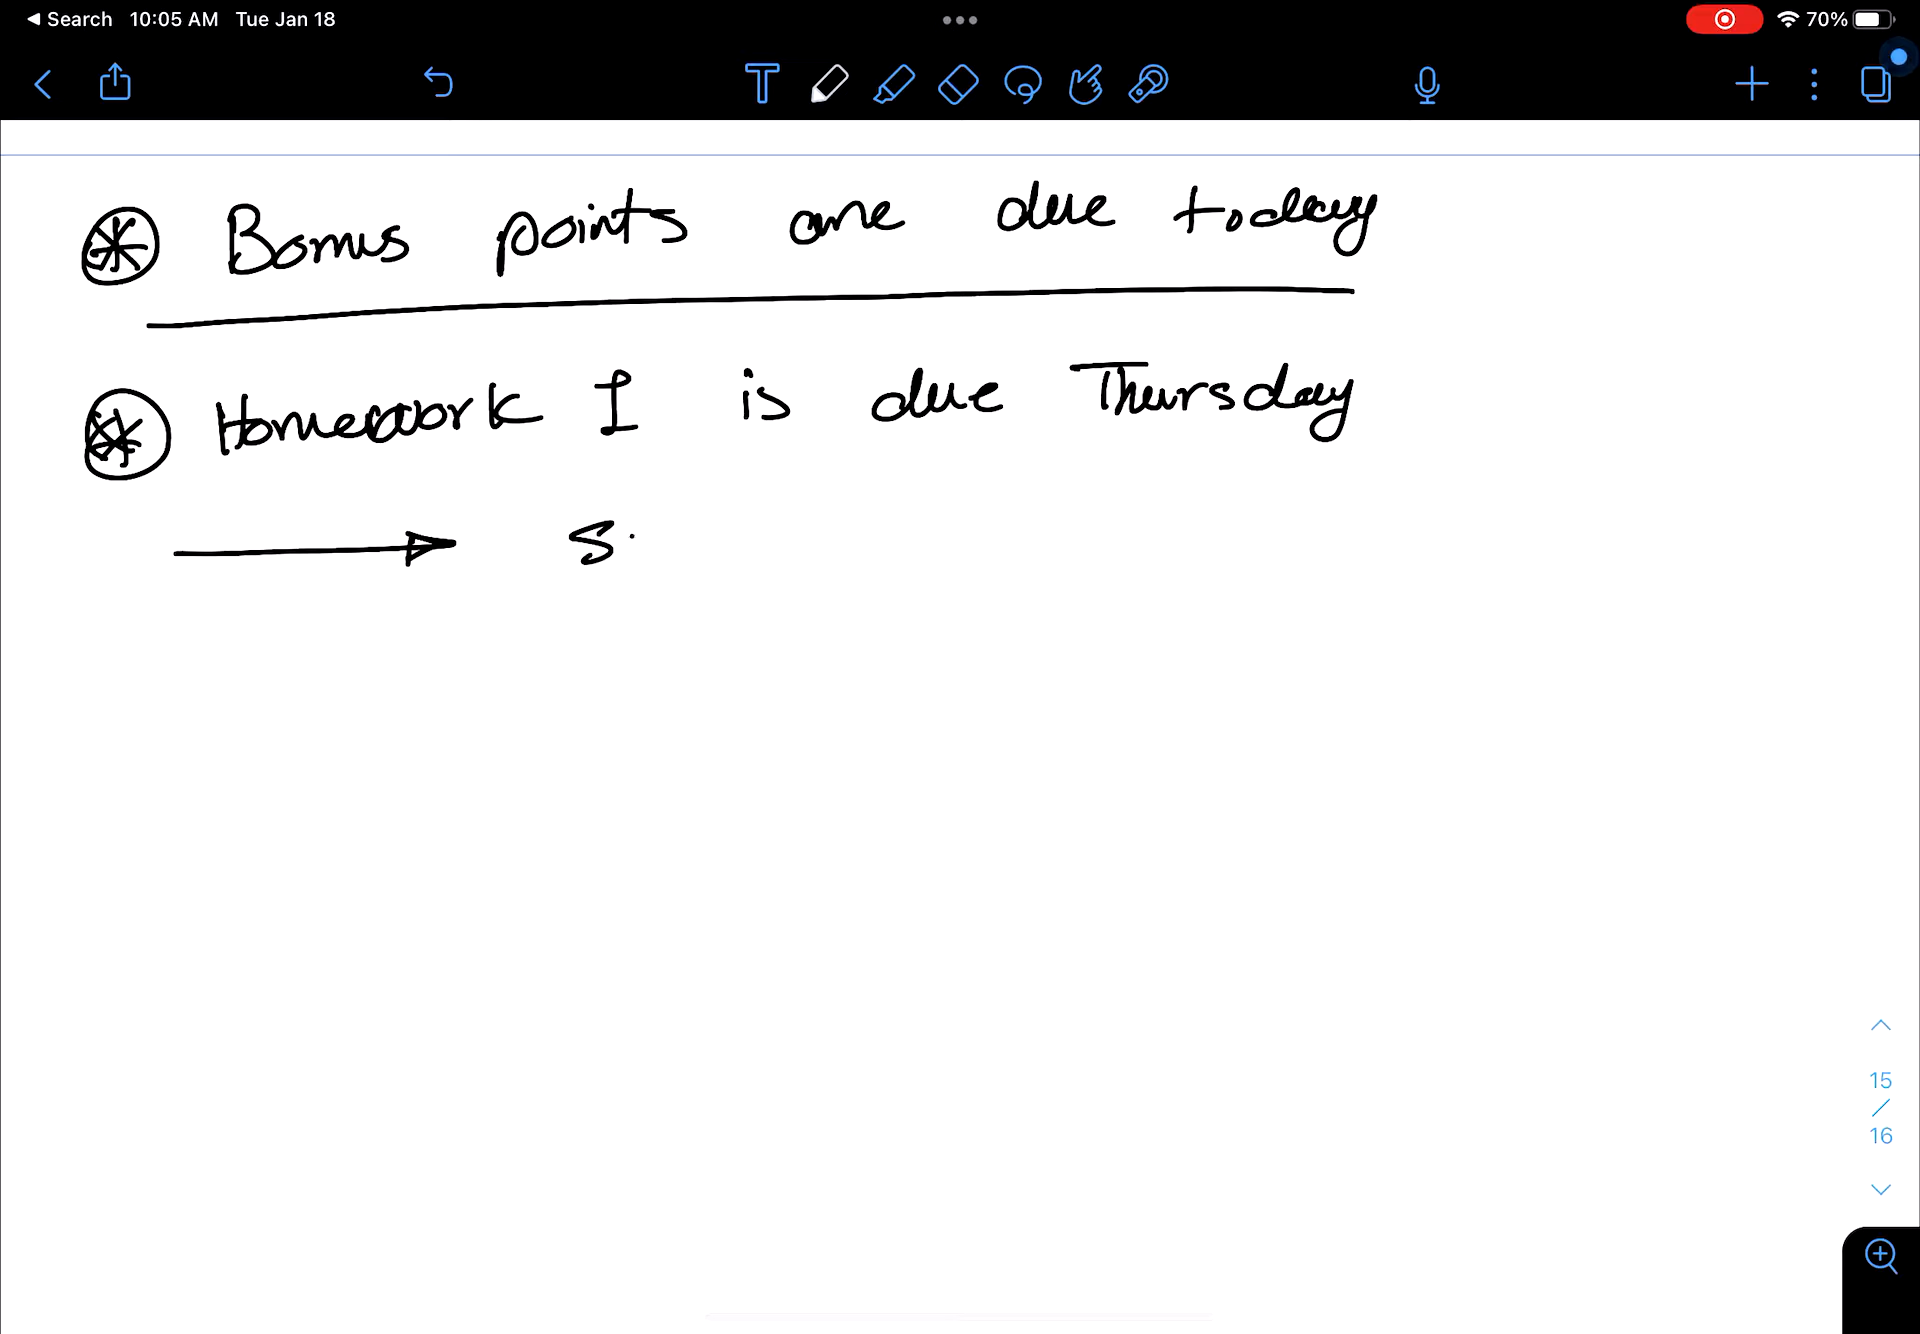 Search 10:05 AM Tue Jan 18 70%
Bonus points are due today
Homework I is due Thursday
S
15
/
16